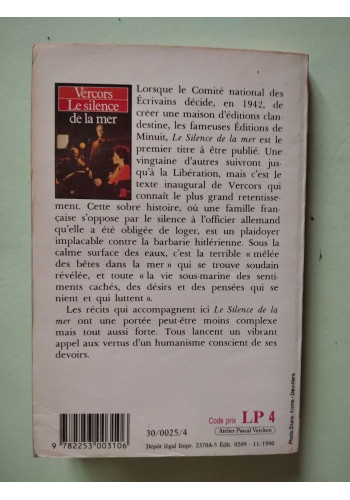 Vercors
Le silence
de la mer
Lorsque le Comité national des
Écrivains décide, en 1942, de
créer une maison d'éditions clan-
destine, les fameuses Éditions de
Minuit, Le Silence de la mer est le
premier titre à être publié. Une
vingtaine d'autres suivront jus-
qu'à la Libération, mais c'est le
texte inaugural de Vercors qui
connaît le plus grand retentisse-
ment. Cette sobre histoire, où une famille fran-
çaise s'oppose par le silence à l'officier allemand
qu'elle a été obligée de loger, est un plaidoyer
implacable contre la barbarie hitlérienne. Sous la
calme surface des eaux, c'est la terrible « mêlée
des bêtes dans la mer » qui se trouve soudain
révélée, et toute « la vie sous-marine des senti-
ments cachés, des désirs et des pensées qui se
nient et qui luttent ».
Les récits qui accompagnent ici Le Silence de la
mer ont une portée peut-être moins complexe
mais tout aussi forte. Tous lancent un vibrant
appel aux vertus d'un humanisme conscient de ses
devoirs.
9 782253 003106
30/0025/4
Code prix LP 4
Atelier Pascal Vercken
Dépôt légal Impr. 2370A-5 Édit. 0209 - 11-1990